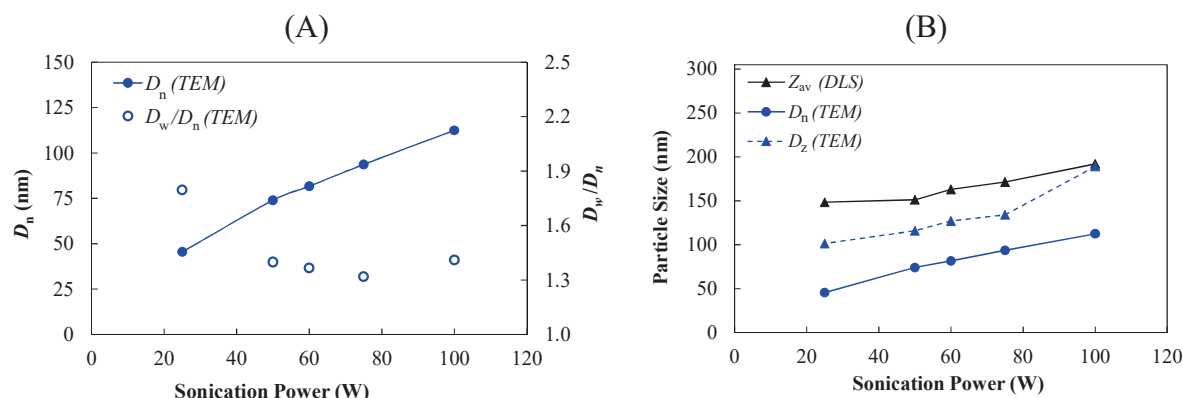 (A)
150
125
100
75
50
25
0
Dn (nm)
Dn (TEM)
Dw/Dn (TEM)
2.5
2.2
1.9
1.6
1.3
1.0
Dw/Dn
0 20 40 60 80 100 120
Sonication Power (W)
(B)
300
250
200
150
100
50
0
Particle Size (nm)
Zav (DLS)
Dn (TEM)
Dz (TEM)
0 20 40 60 80 100 120
Sonication Power (W)